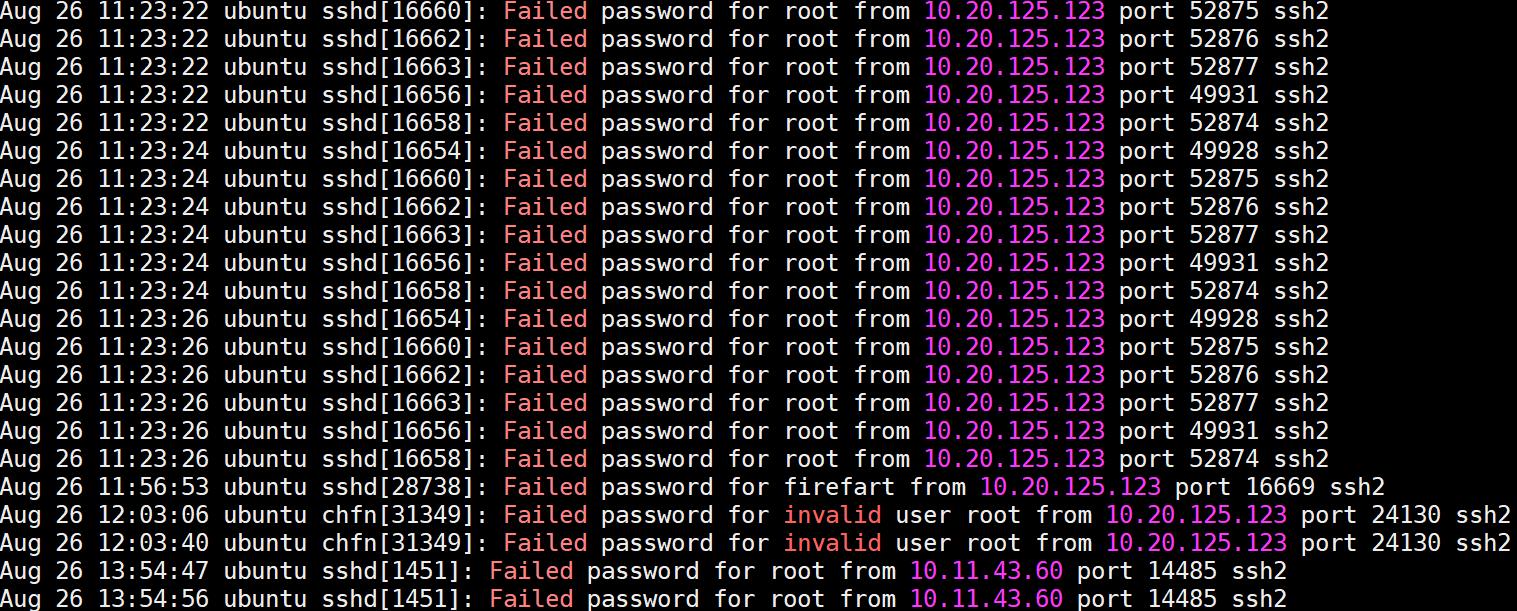 Aug 26 11:23:22 ubuntu sshd[16660]: Failed password for root from 10.20.125.123 port 52875 ssh2
Aug 26 11:23:22 ubuntu sshd[16662]: Failed password for root from 10.20.125.123 port 52876 ssh2
Aug 26 11:23:22 ubuntu sshd[16663]: Failed password for root from 10.20.125.123 port 52877 ssh2
Aug 26 11:23:22 ubuntu sshd[16656]: Failed password for root from 10.20.125.123 port 49931 ssh2
Aug 26 11:23:22 ubuntu sshd[16658]: Failed password for root from 10.20.125.123 port 52874 ssh2
Aug 26 11:23:24 ubuntu sshd[16654]: Failed password for root from 10.20.125.123 port 49928 ssh2
Aug 26 11:23:24 ubuntu sshd[16660]: Failed password for root from 10.20.125.123 port 52875 ssh2
Aug 26 11:23:24 ubuntu sshd[16662]: Failed password for root from 10.20.125.123 port 52876 ssh2
Aug 26 11:23:24 ubuntu sshd[16663]: Failed password for root from 10.20.125.123 port 52877 ssh2
Aug 26 11:23:24 ubuntu sshd[16656]: Failed password for root from 10.20.125.123 port 49931 ssh2
Aug 26 11:23:24 ubuntu sshd[16658]: Failed password for root from 10.20.125.123 port 52874 ssh2
Aug 26 11:23:26 ubuntu sshd[16654]: Failed password for root from 10.20.125.123 port 49928 ssh2
Aug 26 11:23:26 ubuntu sshd[16660]: Failed password for root from 10.20.125.123 port 52875 ssh2
Aug 26 11:23:26 ubuntu sshd[16662]: Failed password for root from 10.20.125.123 port 52876 ssh2
Aug 26 11:23:26 ubuntu sshd[16663]: Failed password for root from 10.20.125.123 port 52877 ssh2
Aug 26 11:23:26 ubuntu sshd[16656]: Failed password for root from 10.20.125.123 port 49931 ssh2
Aug 26 11:23:26 ubuntu sshd[16658]: Failed password for root from 10.20.125.123 port 52874 ssh2
Aug 26 11:56:53 ubuntu sshd[28738]: Failed password for firefart from 10.20.125.123 port 16669 ssh2
Aug 26 12:03:06 ubuntu chfn[31349]: Failed password for invalid user root from 10.20.125.123 port 24130 ssh2
Aug 26 12:03:40 ubuntu chfn[31349]: Failed password for invalid user root from 10.20.125.123 port 24130 ssh2
Aug 26 13:54:47 ubuntu sshd[1451]: Failed password for root from 10.11.43.60 port 14485 ssh2
Aug 26 13:54:56 ubuntu sshd[1451]: Failed password for root from 10.11.43.60 port 14485 ssh2